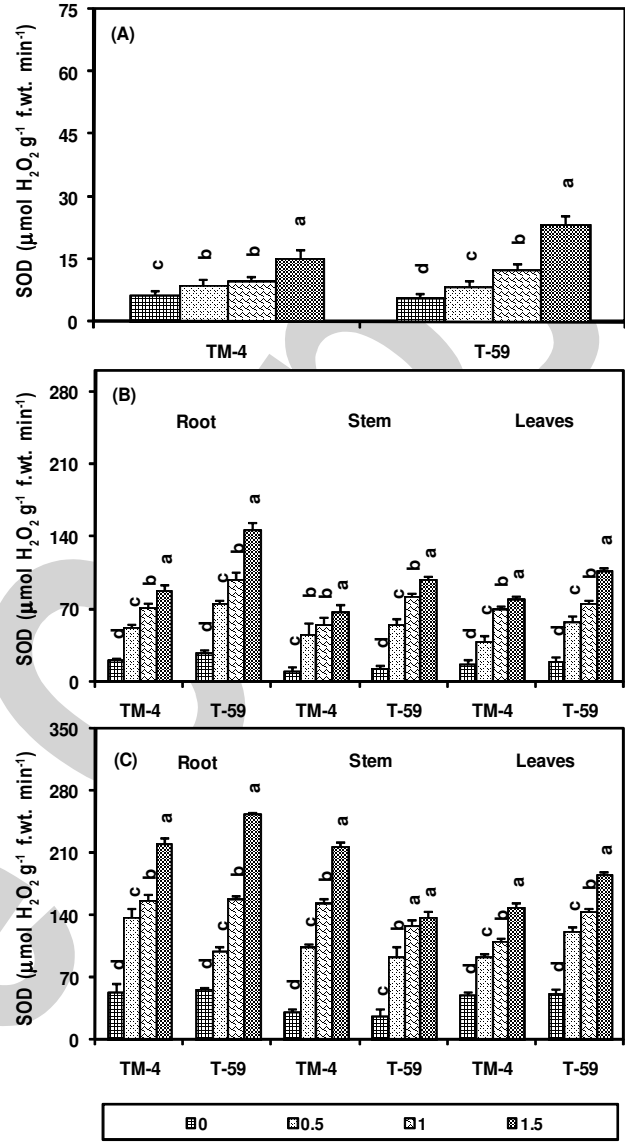 (A)
SOD (μmol H₂O₂ g⁻¹ f.wt. min⁻¹)
75
60
45
30
15
0
c b b a
d c b a
TM-4 T-59
(B)
SOD (μmol H₂O₂ g⁻¹ f.wt. min⁻¹)
280
210
140
70
0
Root Stem Leaves
d c b a
d c b a
c b b a
d c b a
d c b a
d c b a
TM-4 T-59 TM-4 T-59 TM-4 T-59
(C)
SOD (μmol H₂O₂ g⁻¹ f.wt. min⁻¹)
350
280
210
140
70
0
Root Stem Leaves
d c b a
d c b a
d c b a
c b a a
d c b a
d c b a
TM-4 T-59 TM-4 T-59 TM-4 T-59
0 0.5 1 1.5